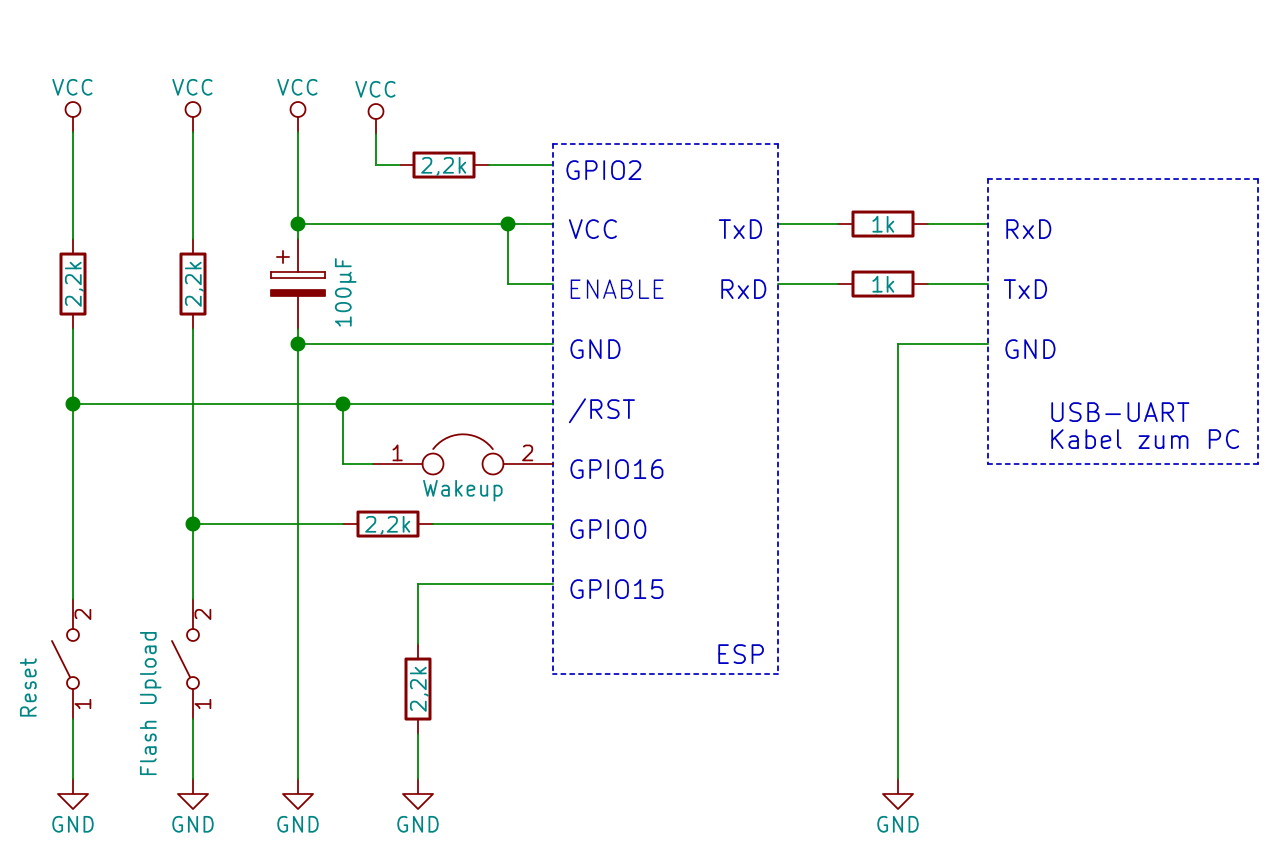 VCC
VCC
VCC
VCC
2,2k
GPIO2
VCC
TxD
1k
RxD
+
100µF
2,2k
2,2k
ENABLE
RxD
1k
TxD
GND
GND
/RST
USB-UART
Kabel zum PC
1
2
GPIO16
Wakeup
2,2k
GPIO0
GPIO15
2
2
ESP
Reset
Flash Upload
2,2k
1
1
GND
GND
GND
GND
GND